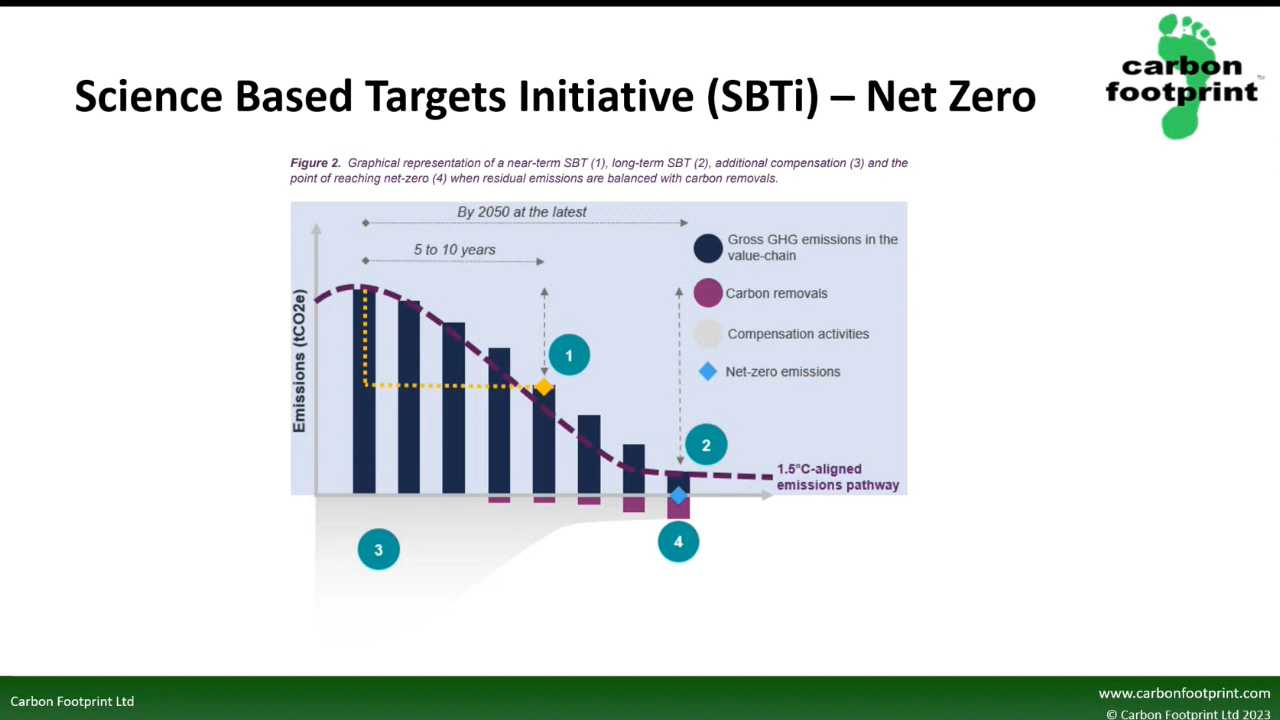 carbon
footprint
TM
Science Based Targets Initiative (SBTi) – Net Zero
Figure 2. Graphical representation of a near-term SBT (1), long-term SBT (2), additional compensation (3) and the
point of reaching net-zero (4) when residual emissions are balanced with carbon removals.
By 2050 at the latest
5 to 10 years
Gross GHG emissions in the
value-chain
Carbon removals
Compensation activities
Net-zero emissions
Emissions (tCO2e)
1
2
1.5°C-aligned
emissions pathway
3
4
Carbon Footprint Ltd
www.carbonfootprint.com
© Carbon Footprint Ltd 2023